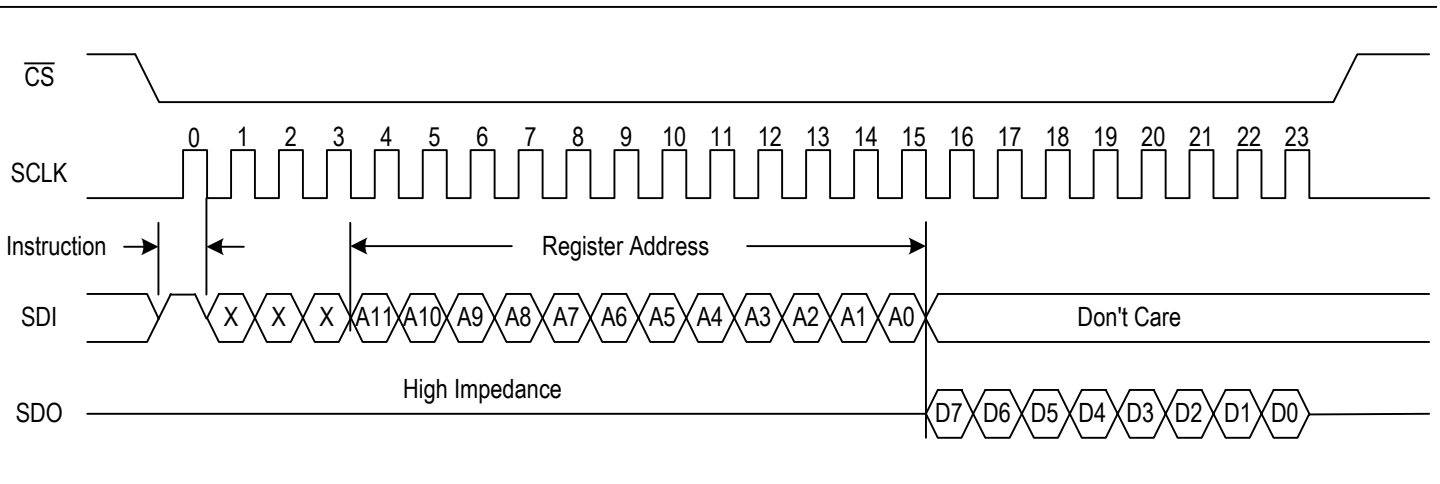 CS
0 1 2 3 4 5 6 7 8 9 10 11 12 13 14 15 16 17 18 19 20 21 22 23
SCLK
Instruction
Register Address
SDI
X X X A11 A10 A9 A8 A7 A6 A5 A4 A3 A2 A1 A0
Don't Care
High Impedance
SDO
D7 D6 D5 D4 D3 D2 D1 D0